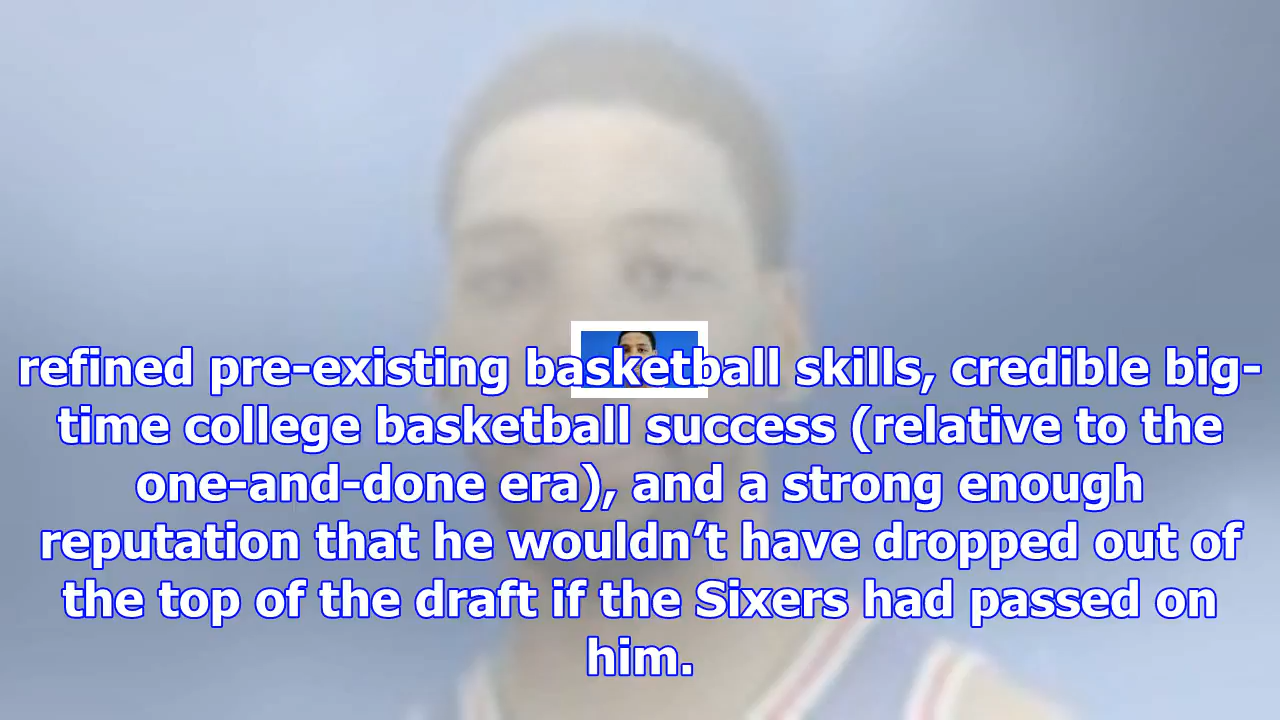 refined pre-existing basketball skills, credible big-
time college basketball success (relative to the
one-and-done era), and a strong enough
reputation that he wouldn’t have dropped out of
the top of the draft if the Sixers had passed on
him.